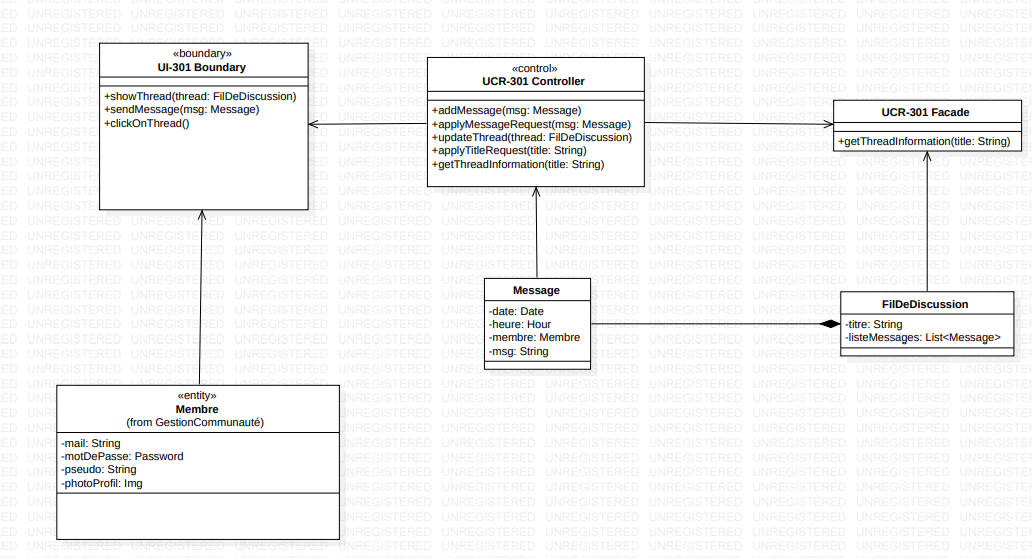 «boundary»
UI-301 Boundary
+showThread(thread: FilDeDiscussion)
+sendMessage(msg: Message)
+clickOnThread()
«control»
UCR-301 Controller
+addMessage(msg: Message)
+applyMessageRequest(msg: Message)
+updateThread(thread: FilDeDiscussion)
+applyTitleRequest(title: String)
+getThreadInformation(title: String)
UCR-301 Facade
+getThreadInformation(title: String)
Message
-date: Date
-heure: Hour
-membre: Membre
-msg: String
FilDeDiscussion
-titre: String
-listeMessages: List<Message>
«entity»
Membre
(from GestionCommunauté)
-mail: String
-motDePasse: Password
-pseudo: String
-photoProfil: Img
UNREGISTERED